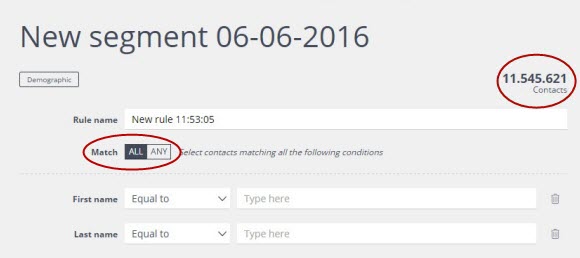 New segment 06-06-2016
Demographic
11.545.621
Contacts
Rule name New rule 11:53:05
Match ALL ANY Select contacts matching all the following conditions
First name Equal to Type here
Last name Equal to Type here